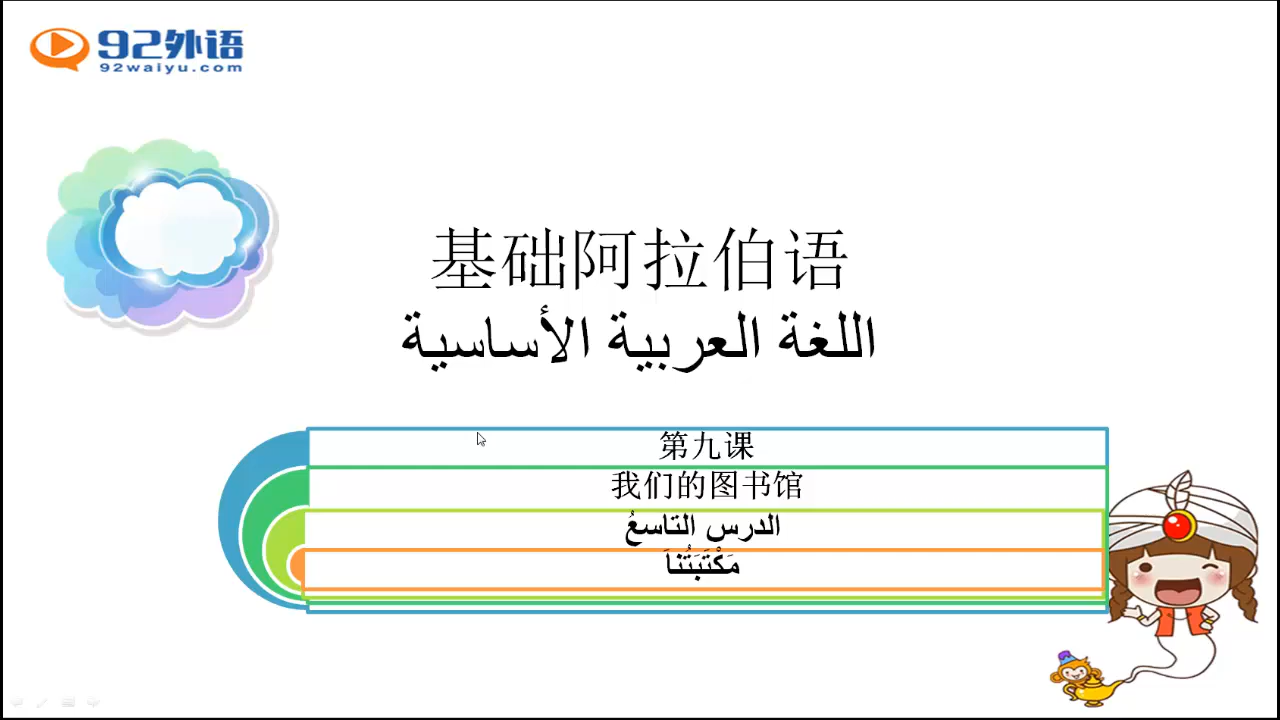 92外语
92waiyu.com
基础阿拉伯语
اللغة العربية الأساسية
第九课
我们的图书馆
الدرس التاسعُ
مَكْتَبَتُناَ